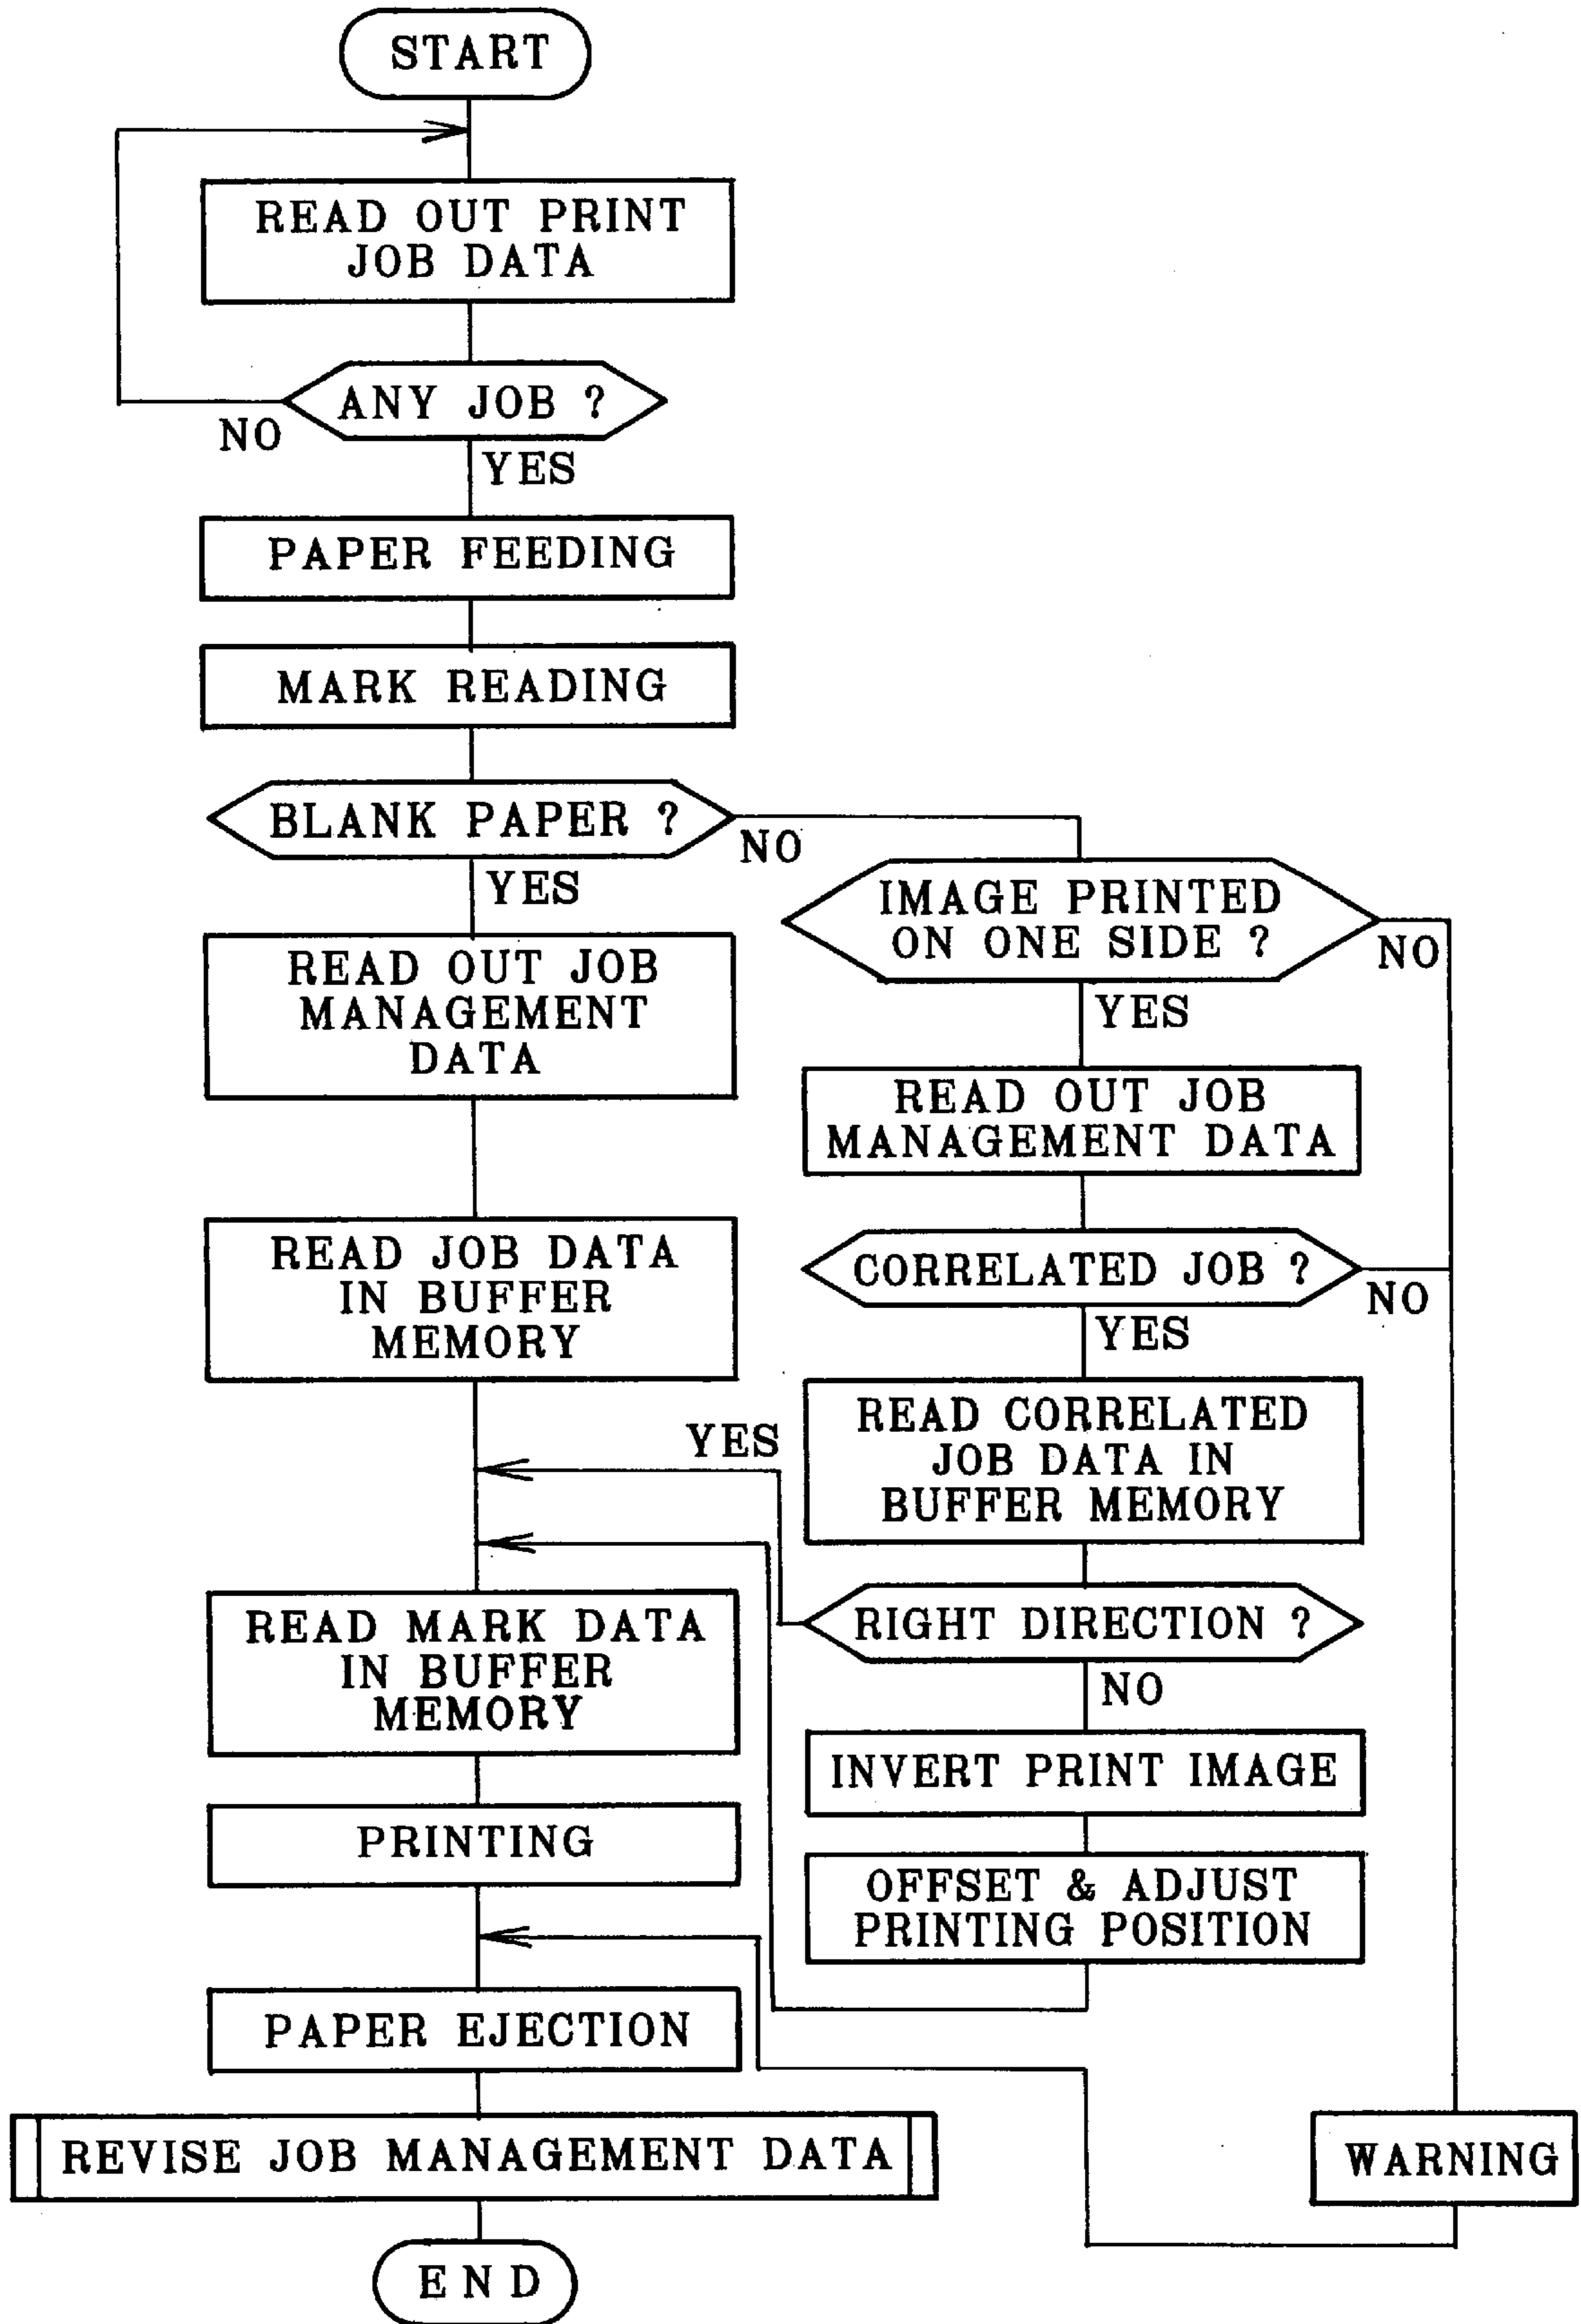 START
READ OUT PRINT
JOB DATA
ANY JOB ?
NO
YES
PAPER FEEDING
MARK READING
BLANK PAPER ?
NO
YES
IMAGE PRINTED
ON ONE SIDE ?
NO
YES
READ OUT JOB
MANAGEMENT
DATA
READ OUT JOB
MANAGEMENT DATA
READ JOB DATA
IN BUFFER
MEMORY
CORRELATED JOB ?
NO
YES
READ CORRELATED
JOB DATA IN
BUFFER MEMORY
YES
RIGHT DIRECTION ?
NO
READ MARK DATA
IN BUFFER
MEMORY
INVERT PRINT IMAGE
PRINTING
OFFSET & ADJUST
PRINTING POSITION
PAPER EJECTION
REVISE JOB MANAGEMENT DATA
WARNING
END